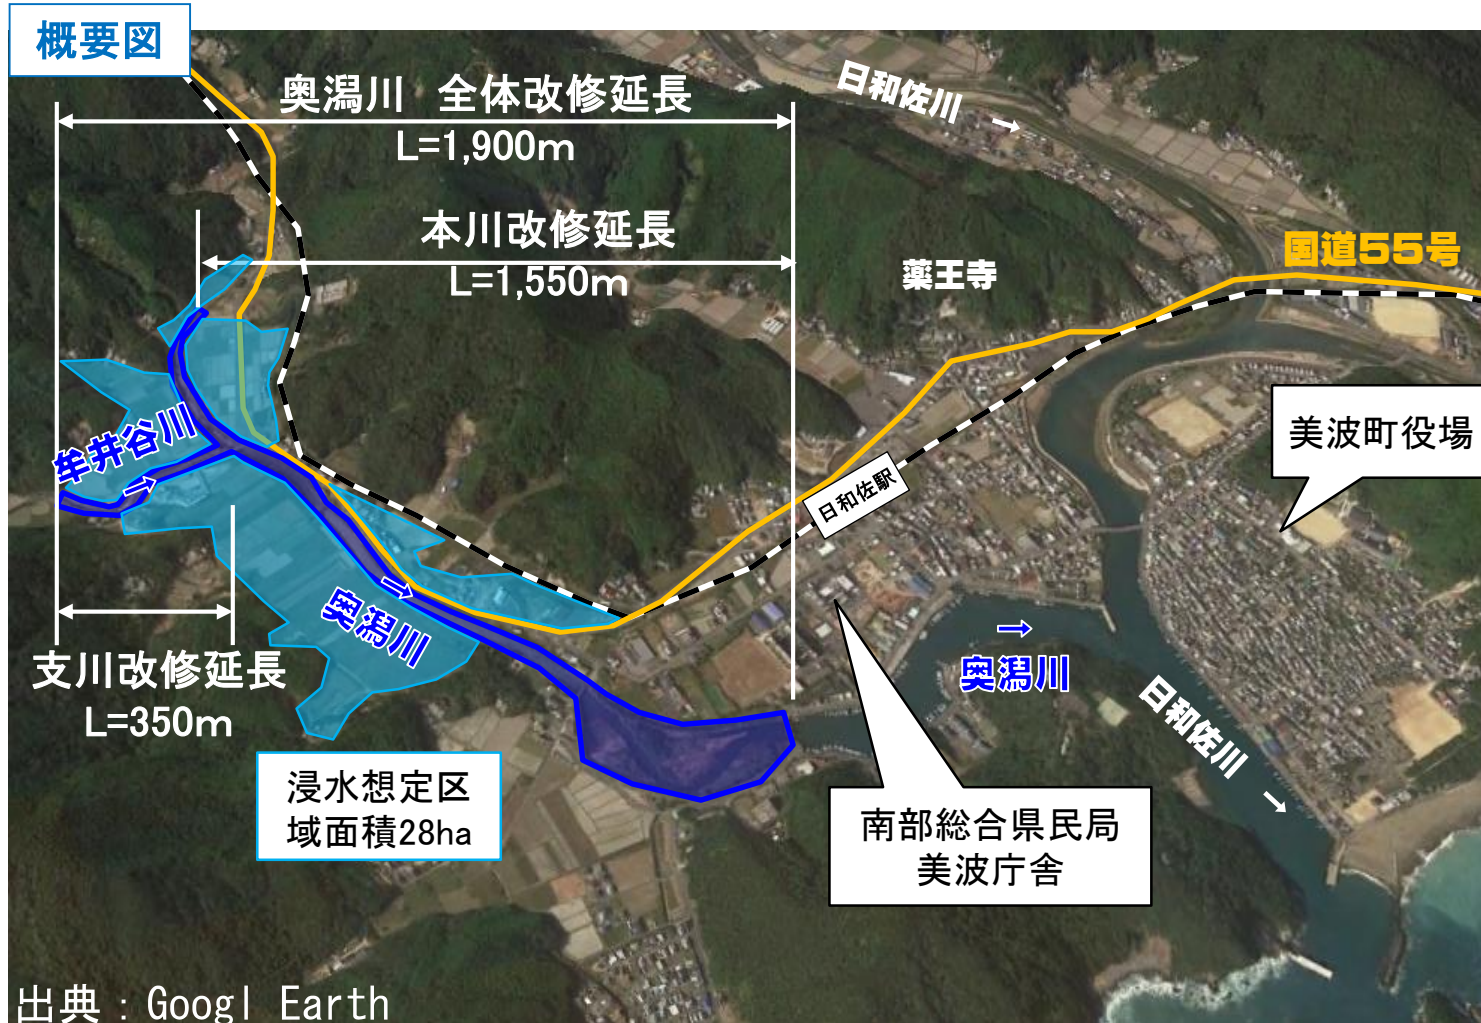 概要図
奥潟川　全体改修延長
L=1,900m
日和佐川
→
本川改修延長
L=1,550m
薬王寺
国道55号
美波町役場
牟井谷川
→
日和佐駅
→
奥潟川
→
奥潟川
支川改修延長
L=350m
日和佐川
→
浸水想定区
域面積28ha
南部総合県民局
美波庁舎
出典：Googl Earth